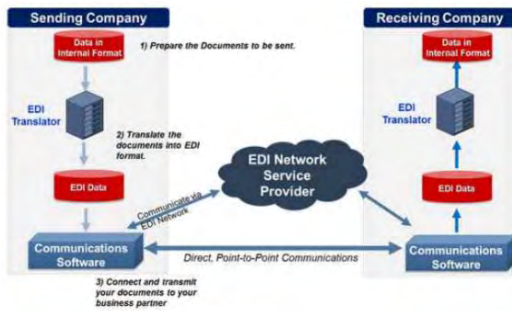 Sending Company
Data in
Internal Format
1) Prepare the Documents to be sent.
EDI
Translator
2) Translate the
documents into EDI
format.
EDI Data
Communications
Software
3) Connect and transmit
your documents to your
business partner
Communicate via
EDI Network
EDI Network
Service
Provider
Direct, Point-to-Point Communications
Receiving Company
Data in
Internal Format
EDI
Translator
EDI Data
Communications
Software